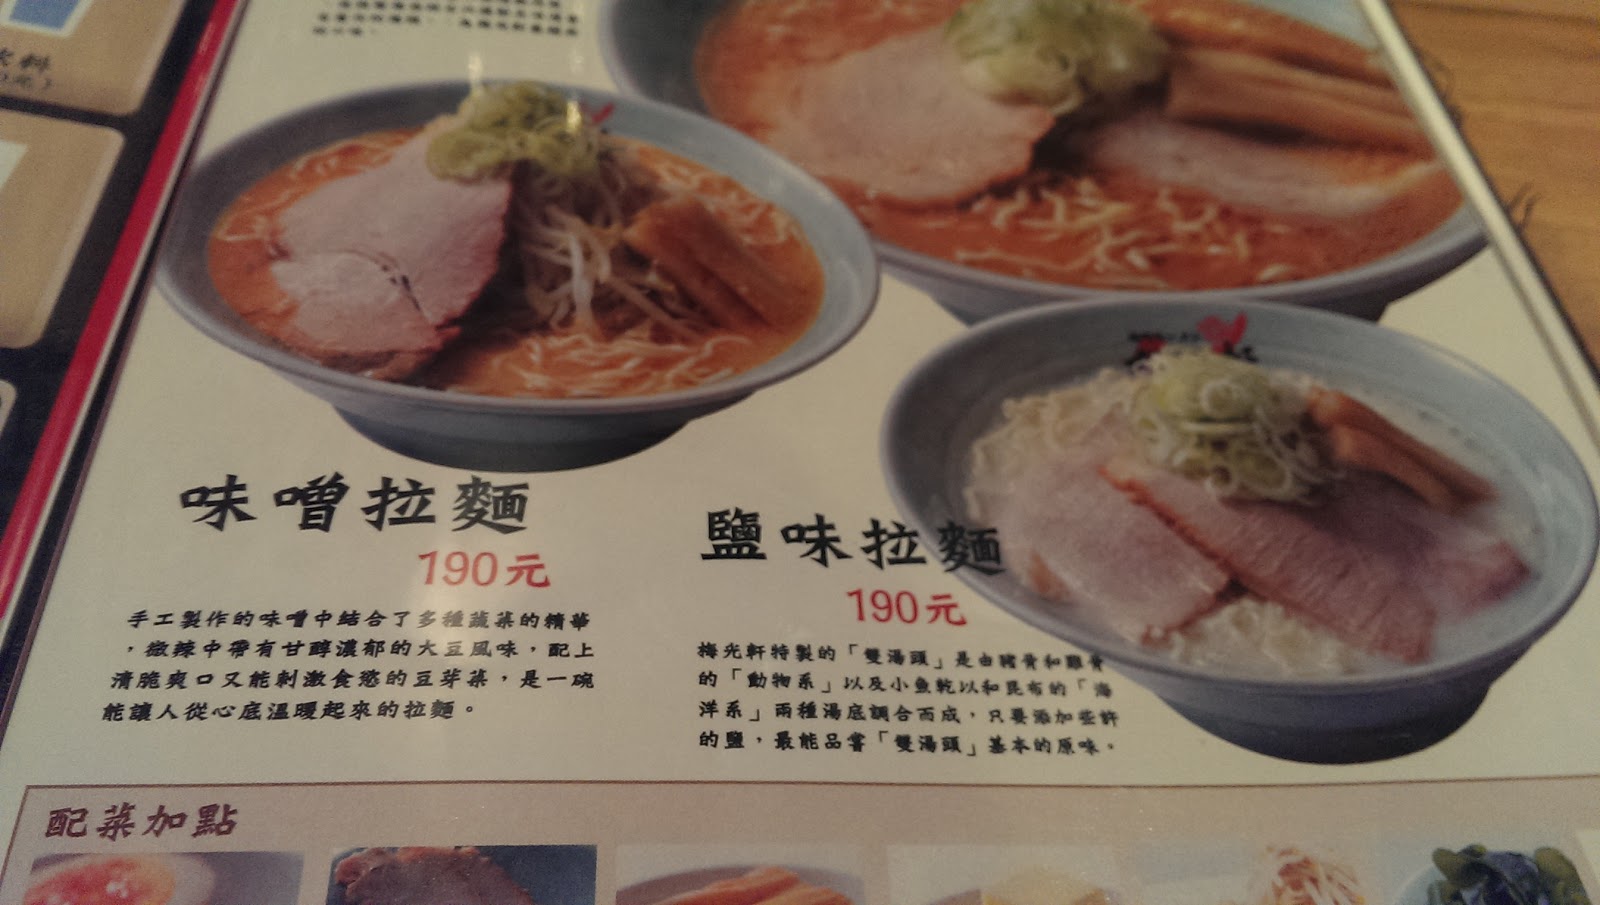 味噌拉麵
190元
手工製作的味噌中結合了多種蔬菜的精華
，微辣中帶有甘醇濃郁的大豆風味，配上
清脆爽口又能刺激食慾的豆芽菜，是一碗
能讓人從心底溫暖起來的拉麵。
鹽味拉麵
190元
梅光軒特製的「雙湯頭」是由豬骨和雞骨
的「動物系」以及小魚乾以和昆布的「海
洋系」兩種湯底調合而成，只要添加些許
的鹽，最能品嘗「雙湯頭」基本的原味。
配菜加點